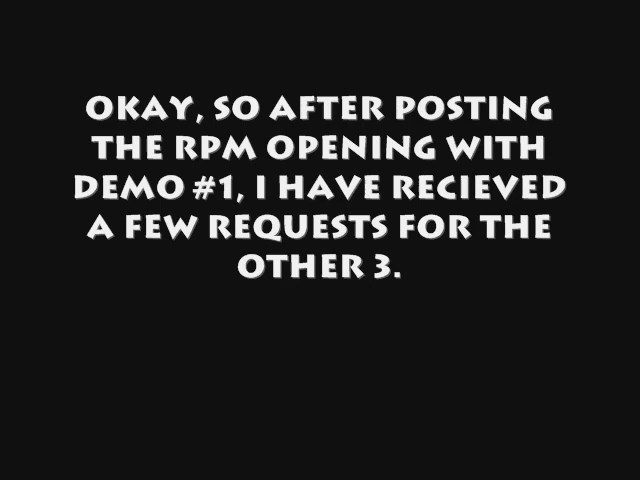 OKAY, SO AFTER POSTING
THE RPM OPENING WITH
DEMO #1, I HAVE RECIEVED
A FEW REQUESTS FOR THE
OTHER 3.